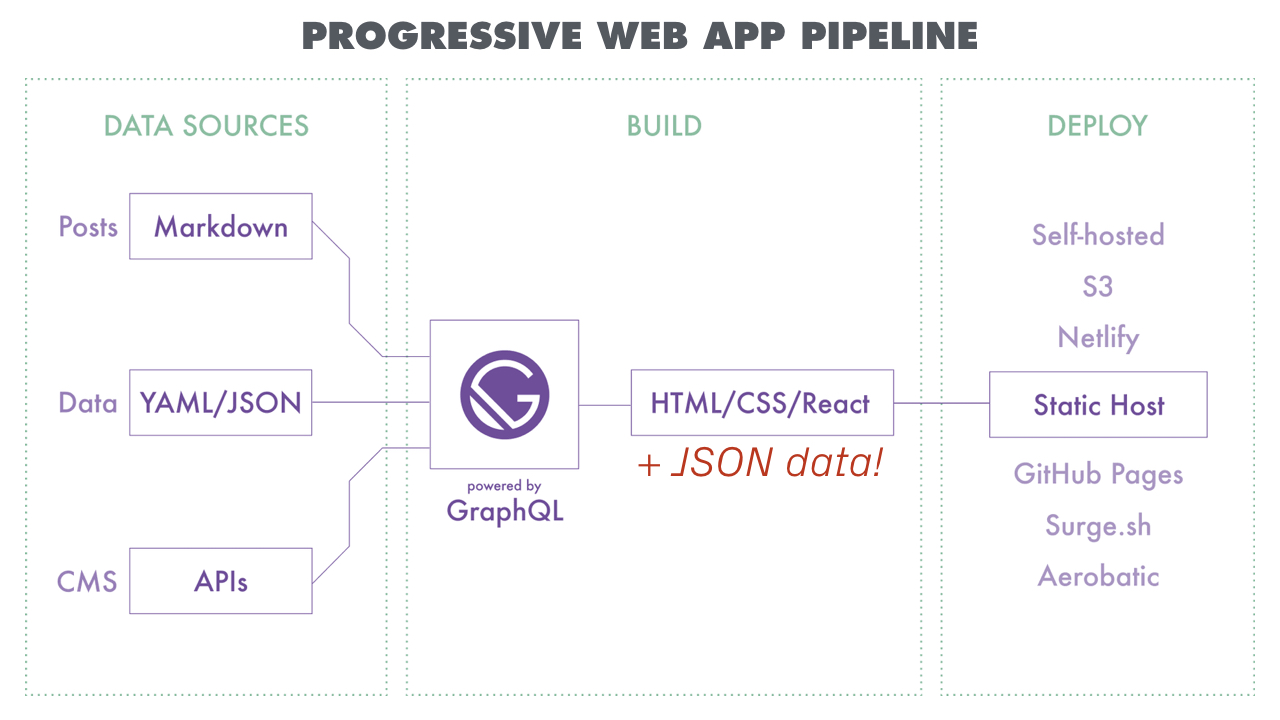 PROGRESSIVE WEB APP PIPELINE
DATA SOURCES
Posts
Markdown
Data
YAML/JSON
CMS
APIs
BUILD
powered by
GraphQL
HTML/CSS/React
+ JSON data!
DEPLOY
Self-hosted
S3
Netlify
Static Host
GitHub Pages
Surge.sh
Aerobatic